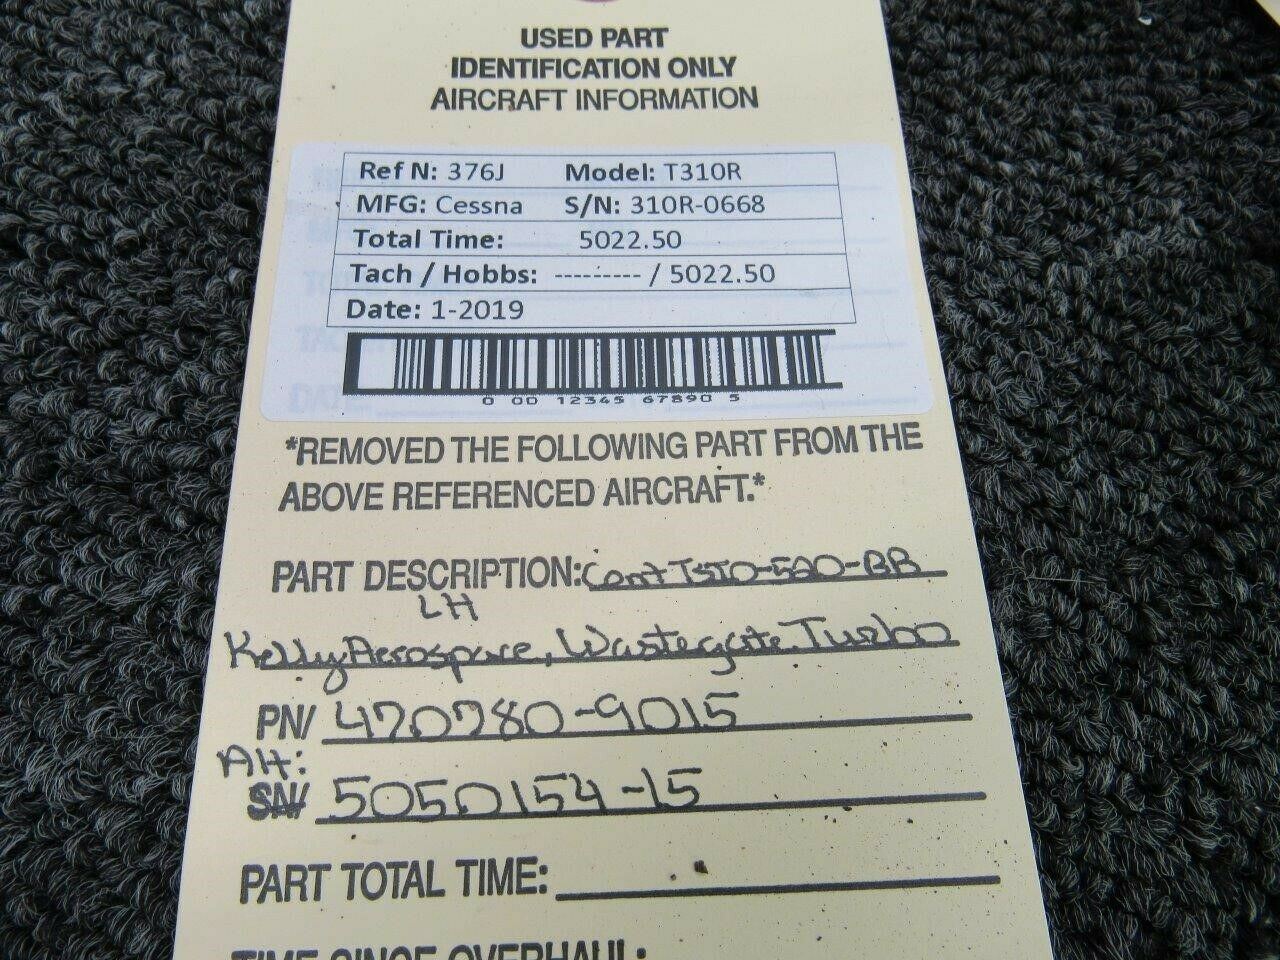 USED PART
IDENTIFICATION ONLY
AIRCRAFT INFORMATION
Ref N: 376J Model: T310R
MFG: Cessna S/N: 310R-0668
Total Time: 5022.50
Tach / Hobbs: --------- / 5022.50
Date: 1-2019
0 00 12345 67890 5
*REMOVED THE FOLLOWING PART FROM THE
ABOVE REFERENCED AIRCRAFT.*
PART DESCRIPTION: Cont TSIO-520-BB
LH
Kelly Aerospace, Wastegate Turbo
PN/ 470780-9015
Alt:
SN/ 5050154-15
PART TOTAL TIME:
TIME SINCE OVERHAUL: